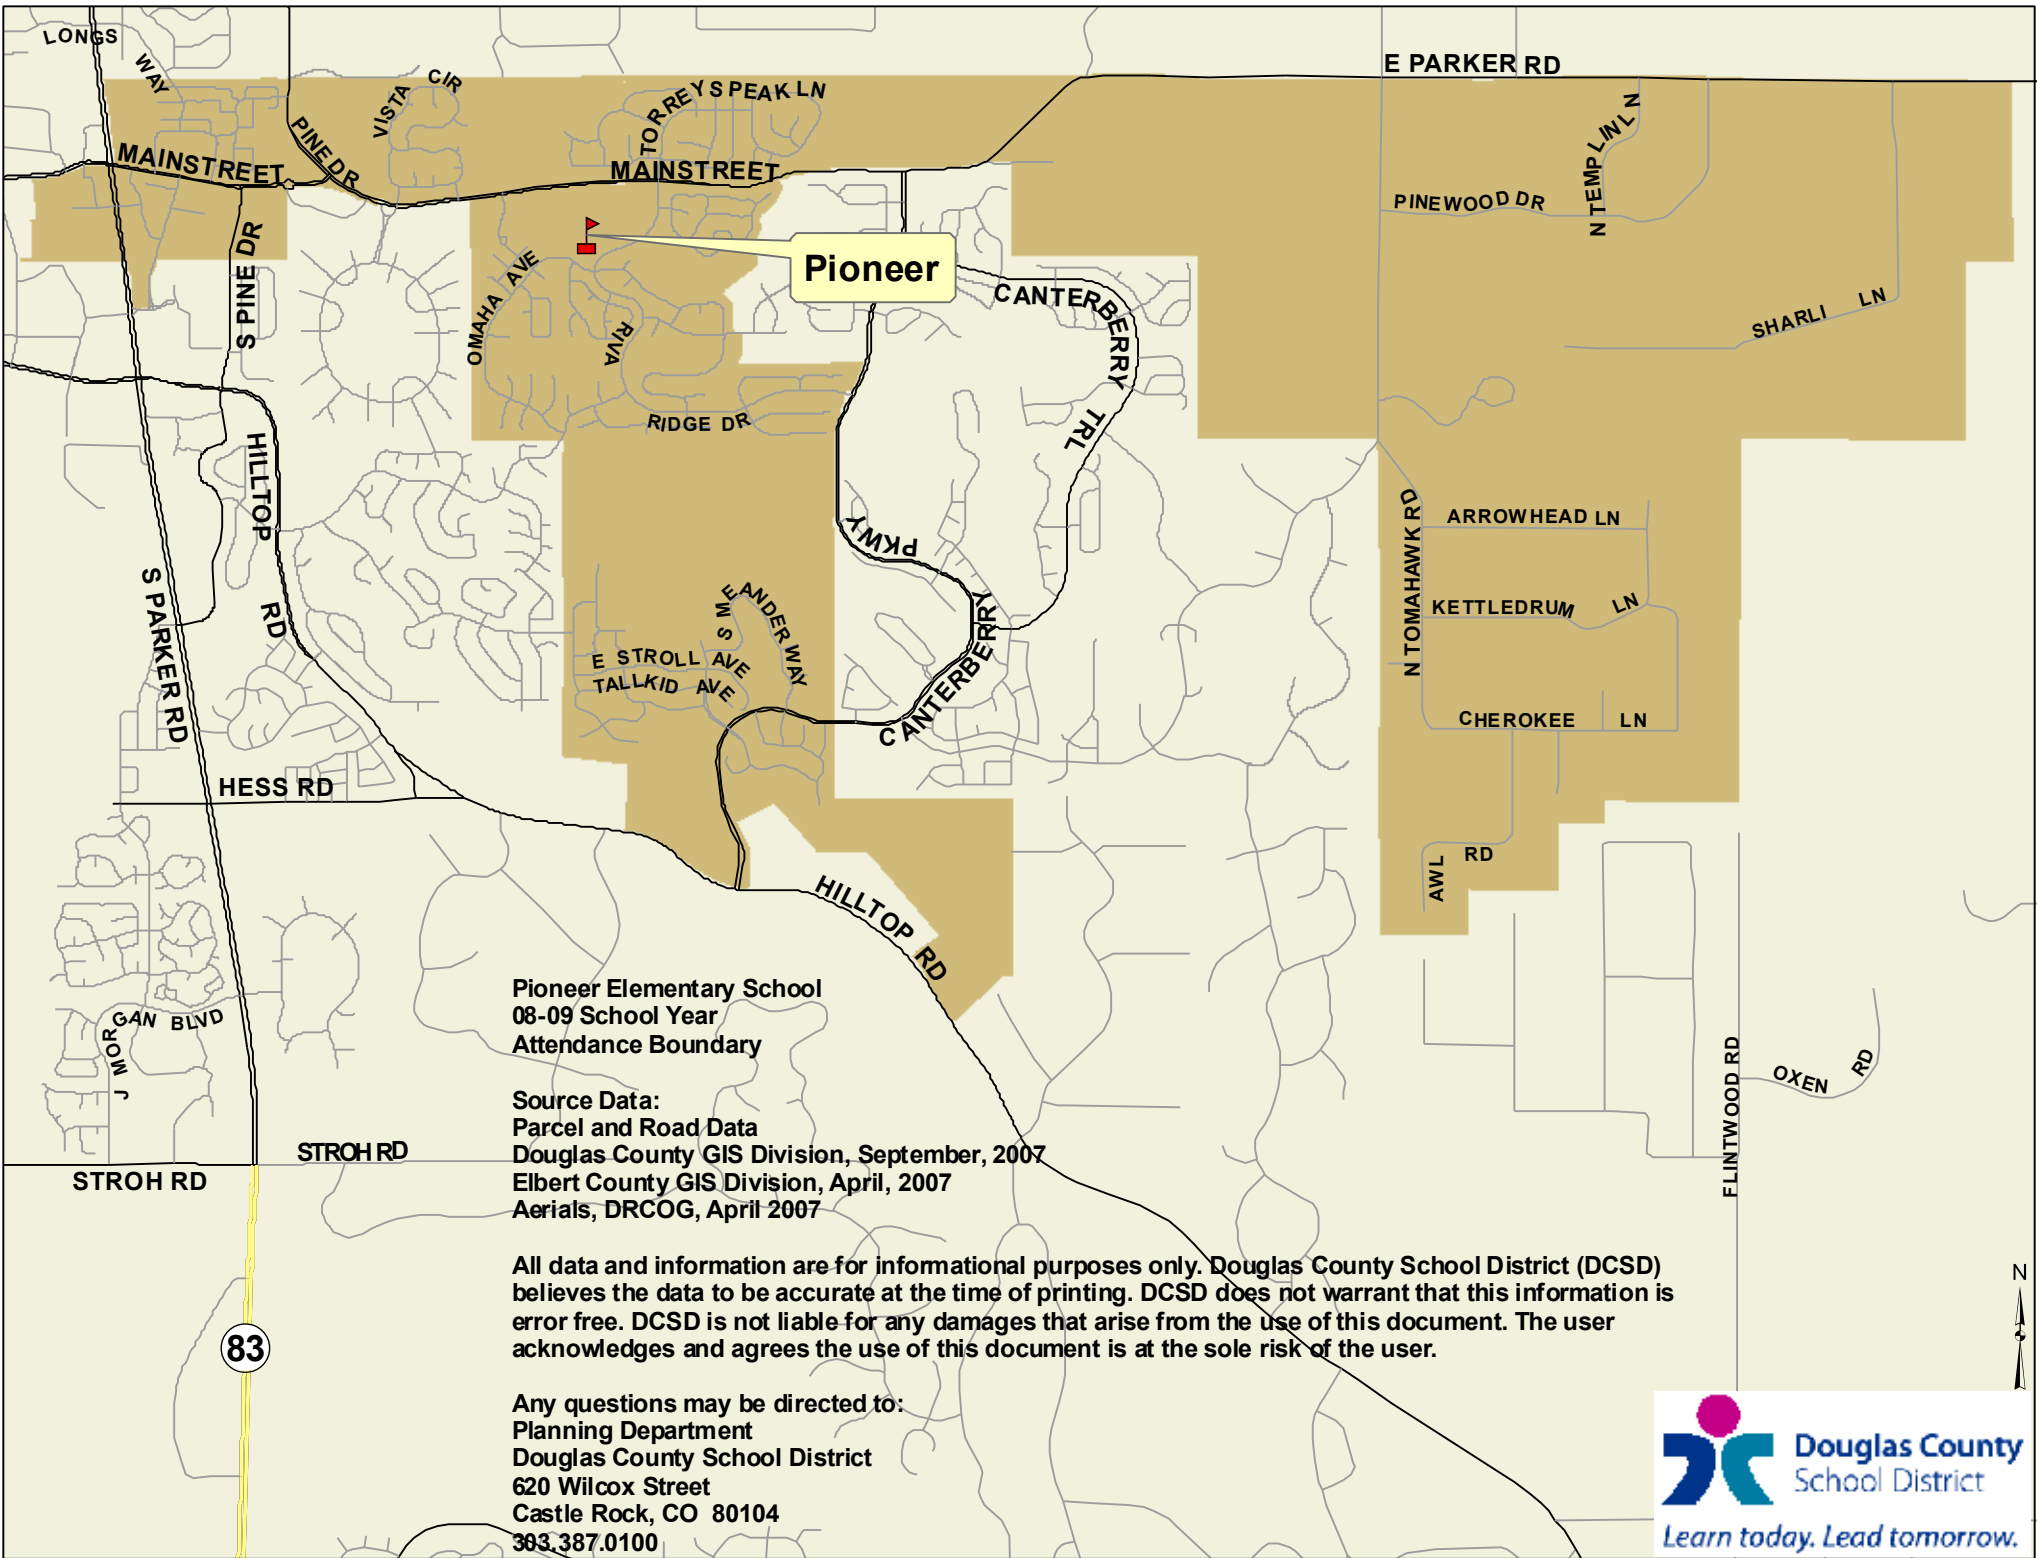 LONGS WAY
VISTA CIR
TORREYS PEAK LN
E PARKER RD
N TEMPLIN LN
MAINSTREET
PINE DR
MAINSTREET
PINEWOOD DR
S PINE DR
OMAHA AVE
Pioneer
CANTERBERRY TRL
SHARLI LN
RIVA RIDGE DR
HILLTOP RD
CANTERBERRY PKWY
N TOMAHAWK RD
ARROWHEAD LN
KETTLEDRUM LN
S PARKER RD
S MEANDER WAY
E STROLL AVE
TALLKID AVE
CHEROKEE LN
HESS RD
AWL RD
HILLTOP RD
J MORGAN BLVD
FLINTWOOD RD
OXEN RD
STROH RD
STROH RD
83
Pioneer Elementary School
08-09 School Year
Attendance Boundary
Source Data:
Parcel and Road Data
Douglas County GIS Division, September, 2007
Elbert County GIS Division, April, 2007
Aerials, DRCOG, April 2007
All data and information are for informational purposes only. Douglas County School District (DCSD)
believes the data to be accurate at the time of printing. DCSD does not warrant that this information is
error free. DCSD is not liable for any damages that arise from the use of this document. The user
acknowledges and agrees the use of this document is at the sole risk of the user.
Any questions may be directed to:
Planning Department
Douglas County School District
620 Wilcox Street
Castle Rock, CO 80104
303.387.0100
N
Douglas County
School District
Learn today. Lead tomorrow.